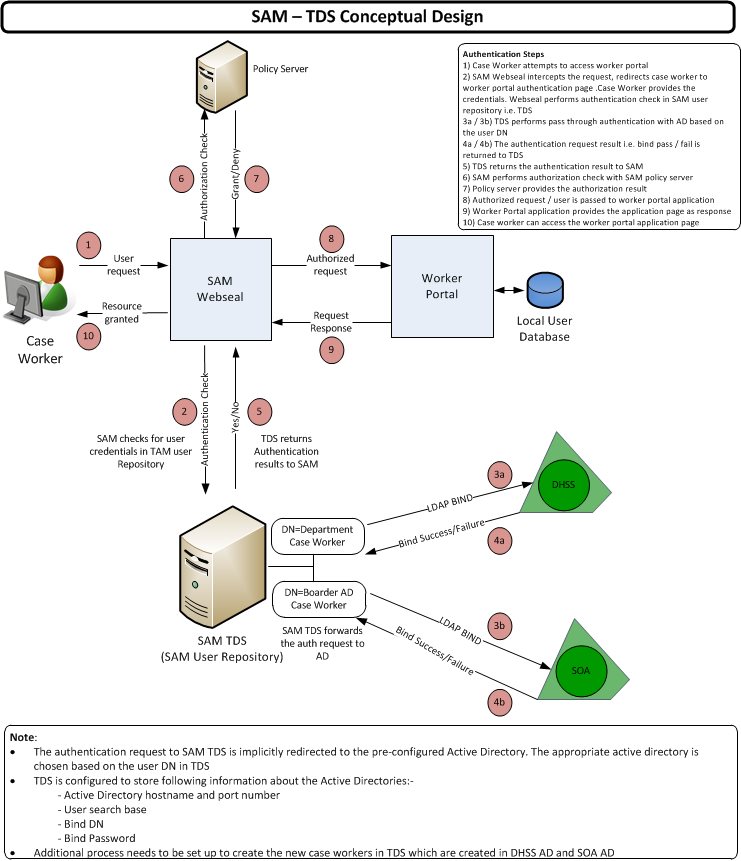 SAM – TDS Conceptual Design
Policy Server
Authentication Steps
1) Case Worker attempts to access worker portal
2) SAM Webseal intercepts the request, redirects case worker to
worker portal authentication page .Case Worker provides the
credentials. Webseal performs authentication check in SAM user
repository i.e. TDS
3a / 3b) TDS performs pass through authentication with AD based on
the user DN
4a / 4b) The authentication request result i.e. bind pass / fail is
returned to TDS
5) TDS returns the authentication result to SAM
6) SAM performs authorization check with SAM policy server
7) Policy server provides the authorization result
8) Authorized request / user is passed to worker portal application
9) Worker Portal application provides the application page as response
10) Case worker can access the worker portal application page
6
Authorization Check
Grant/Deny
7
1
User
request
SAM
Webseal
8
Authorized
request
Worker
Portal
Resource
granted
10
Case
Worker
Request
Response
9
Local User
Database
2
Authentication Check
Yes/No
5
SAM checks for user
credentials in TAM user
Repository
TDS returns
Authentication
results to SAM
3a
LDAP BIND
DHSS
DN=Department
Case Worker
Bind Success/Failure
4a
DN=Boarder AD
Case Worker
LDAP BIND
3b
SAM TDS
(SAM User Repository)
SAM TDS forwards
the auth request to
AD
Bind Success/Failure
SOA
4b
Note:
• The authentication request to SAM TDS is implicitly redirected to the pre-configured Active Directory. The appropriate active directory is
chosen based on the user DN in TDS
• TDS is configured to store following information about the Active Directories:-
- Active Directory hostname and port number
- User search base
- Bind DN
- Bind Password
• Additional process needs to be set up to create the new case workers in TDS which are created in DHSS AD and SOA AD